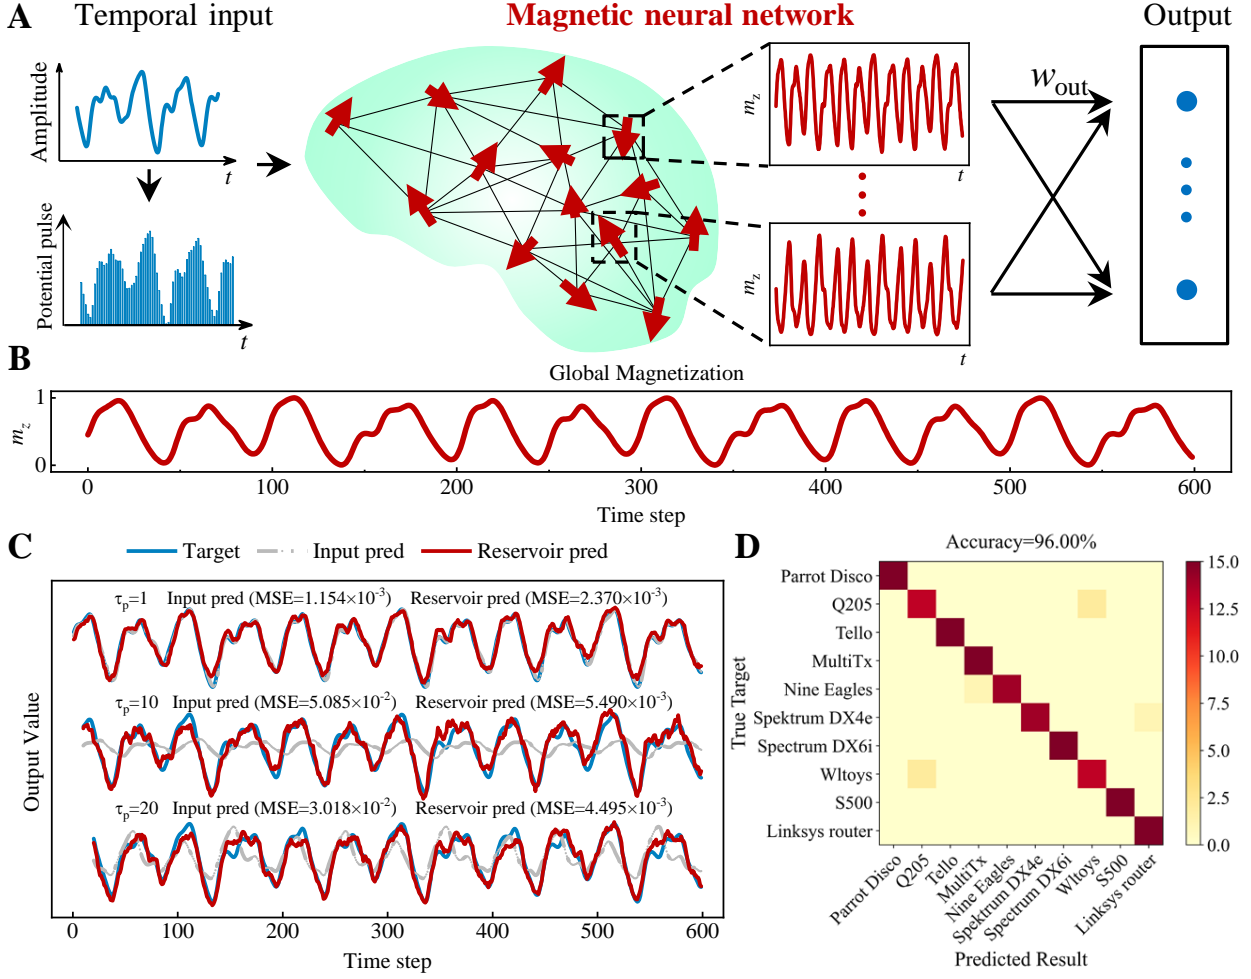 A
Temporal input
Magnetic neural network
Output
Amplitude
t
Potential pulse
t
m_z
t
m_z
t
w_out
B
Global Magnetization
1
0
m_z
0 100 200 300 400 500 600
Time step
C
Target Input pred Reservoir pred
τ_p=1 Input pred (MSE=1.154×10⁻³) Reservoir pred (MSE=2.370×10⁻³)
τ_p=10 Input pred (MSE=5.085×10⁻²) Reservoir pred (MSE=5.490×10⁻³)
τ_p=20 Input pred (MSE=3.018×10⁻²) Reservoir pred (MSE=4.495×10⁻³)
Output Value
0 100 200 300 400 500 600
Time step
D
Accuracy=96.00%
True Target
Parrot Disco
Q205
Tello
MultiTx
Nine Eagles
Spektrum DX4e
Spectrum DX6i
Wltoys
S500
Linksys router
Parrot Disco
Q205
Tello
MultiTx
Nine Eagles
Spektrum DX4e
Spectrum DX6i
Wltoys
S500
Linksys router
Predicted Result
15.0
12.5
10.0
7.5
5.0
2.5
0.0